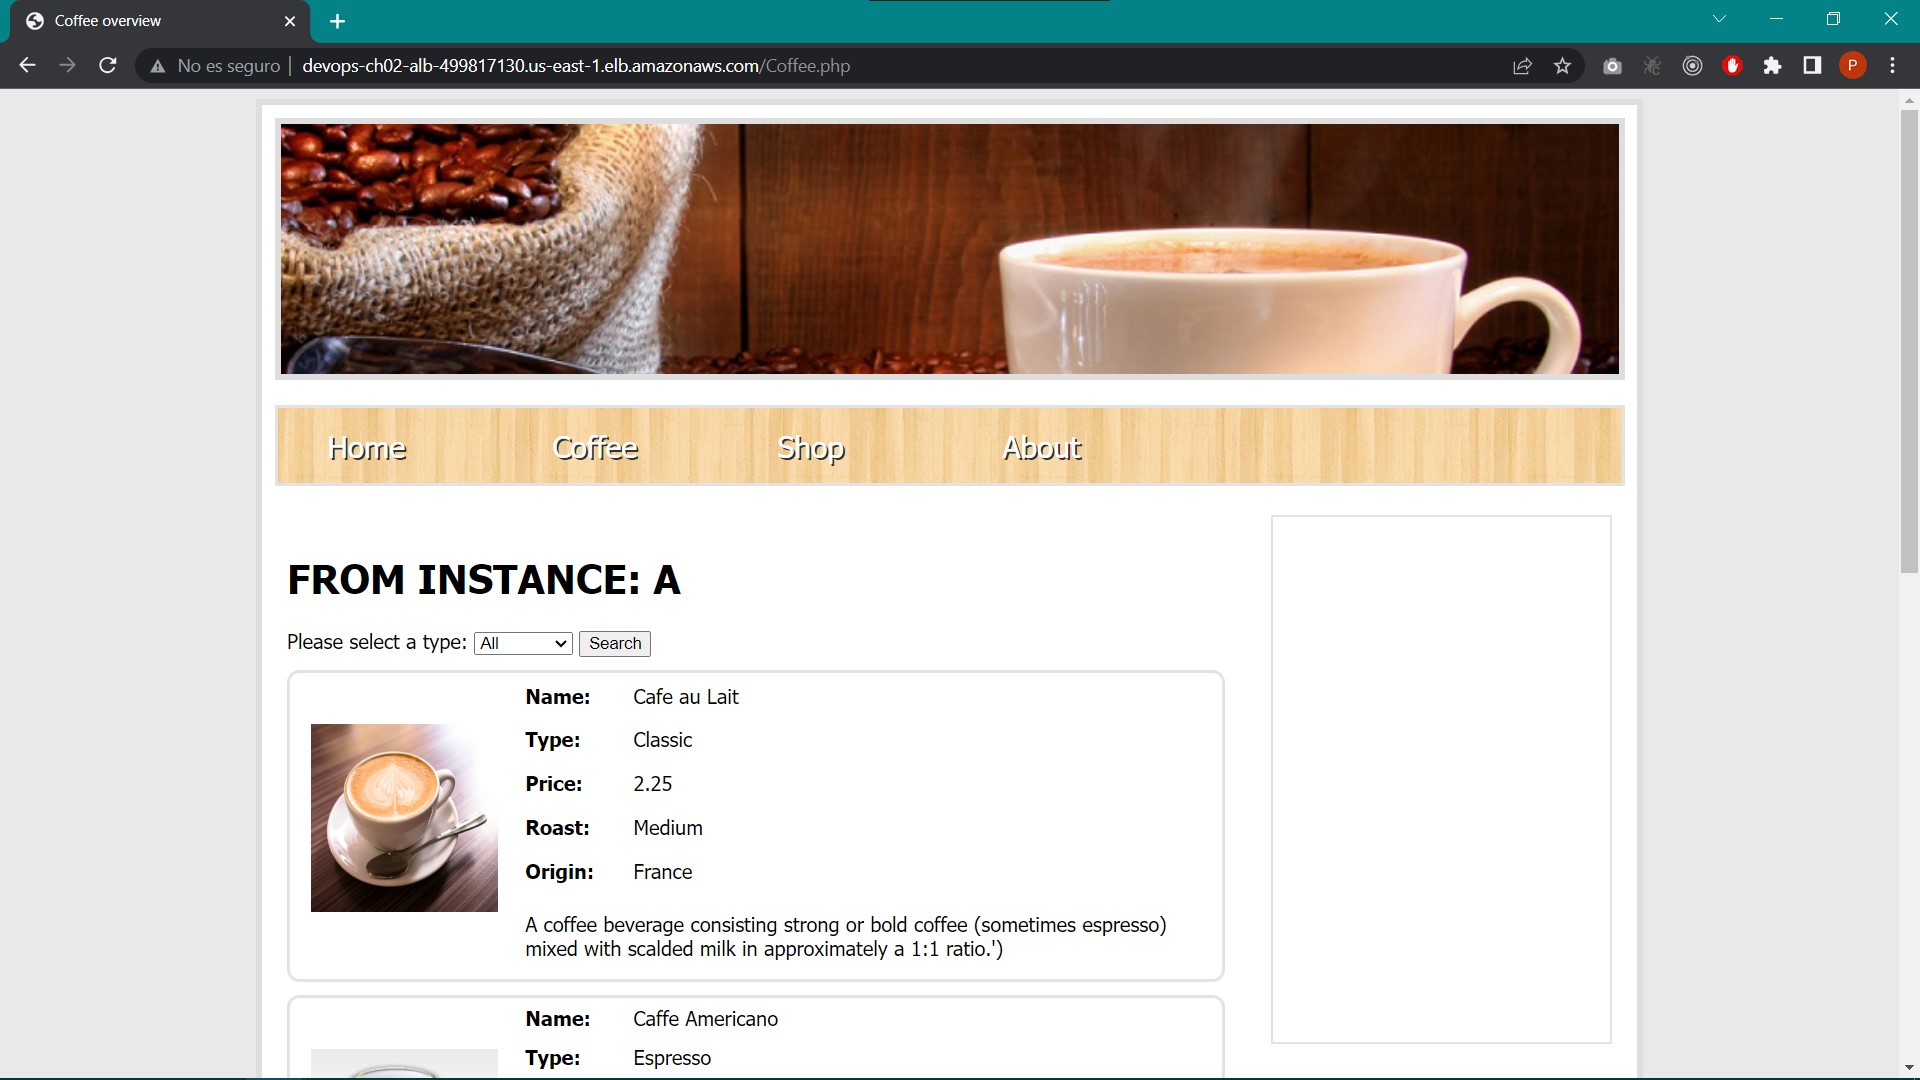 Coffee overview
No es seguro | devops-ch02-alb-499817130.us-east-1.elb.amazonaws.com/Coffee.php
P
Home Coffee Shop About
FROM INSTANCE: A
Please select a type: All Search
Name: Cafe au Lait
Type: Classic
Price: 2.25
Roast: Medium
Origin: France
A coffee beverage consisting strong or bold coffee (sometimes espresso)
mixed with scalded milk in approximately a 1:1 ratio.')
Name: Caffe Americano
Type: Espresso